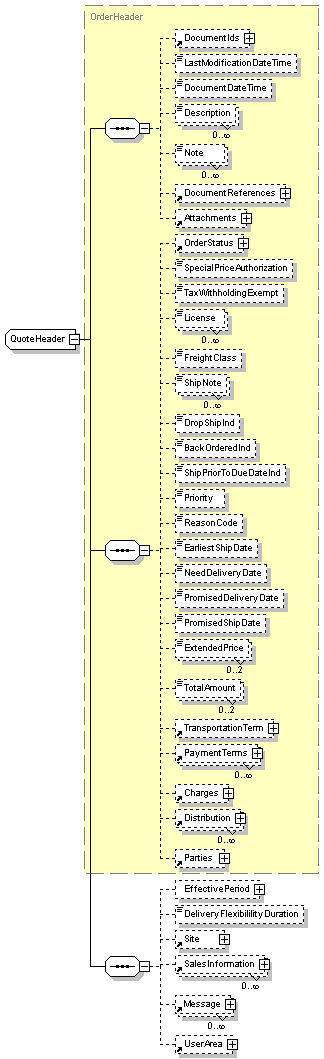 OrderHeader
DocumentIds
LastModificationDateTime
DocumentDateTime
Description
0..∞
Note
0..∞
DocumentReferences
Attachments
OrderStatus
SpecialPriceAuthorization
TaxWithholdingExempt
License
0..∞
QuoteHeader
FreightClass
ShipNote
0..∞
DropShipInd
BackOrderedInd
ShipPriorToDueDateInd
Priority
ReasonCode
EarliestShipDate
NeedDeliveryDate
PromisedDeliveryDate
PromisedShipDate
ExtendedPrice
0..2
TotalAmount
0..2
TransportationTerm
PaymentTerms
0..∞
Charges
Distribution
0..∞
Parties
EffectivePeriod
DeliveryFlexibilility Duration
Site
SalesInformation
0..∞
Message
0..∞
UserArea